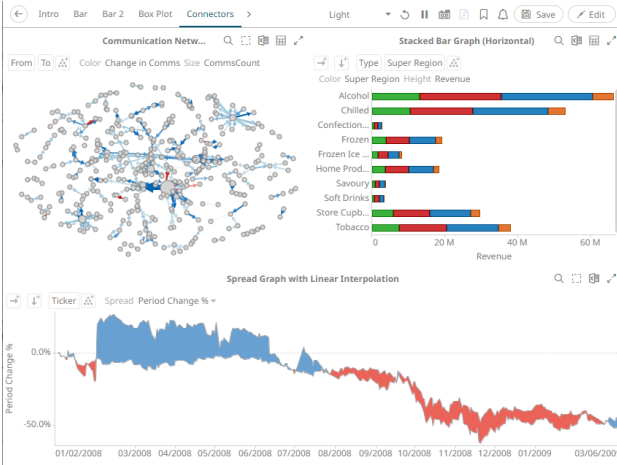 Intro Bar Bar 2 Box Plot Connectors Light Save Edit
Communication Netw...
From To Color Change in Comms Size CommsCount
Stacked Bar Graph (Horizontal)
Type Super Region
Color Super Region Height Revenue
Alcohol
Chilled
Confection...
Frozen
Frozen Ice ...
Home Prod...
Savoury
Soft Drinks
Store Cupb...
Tobacco
0 20 M 40 M 60 M
Revenue
Spread Graph with Linear Interpolation
Ticker Spread Period Change %
Period Change %
0.0%
-50.0%
01/02/2008 03/2008 04/2008 05/2008 06/2008 07/2008 08/2008 09/2008 10/2008 11/2008 12/2008 01/2009 03/06/200